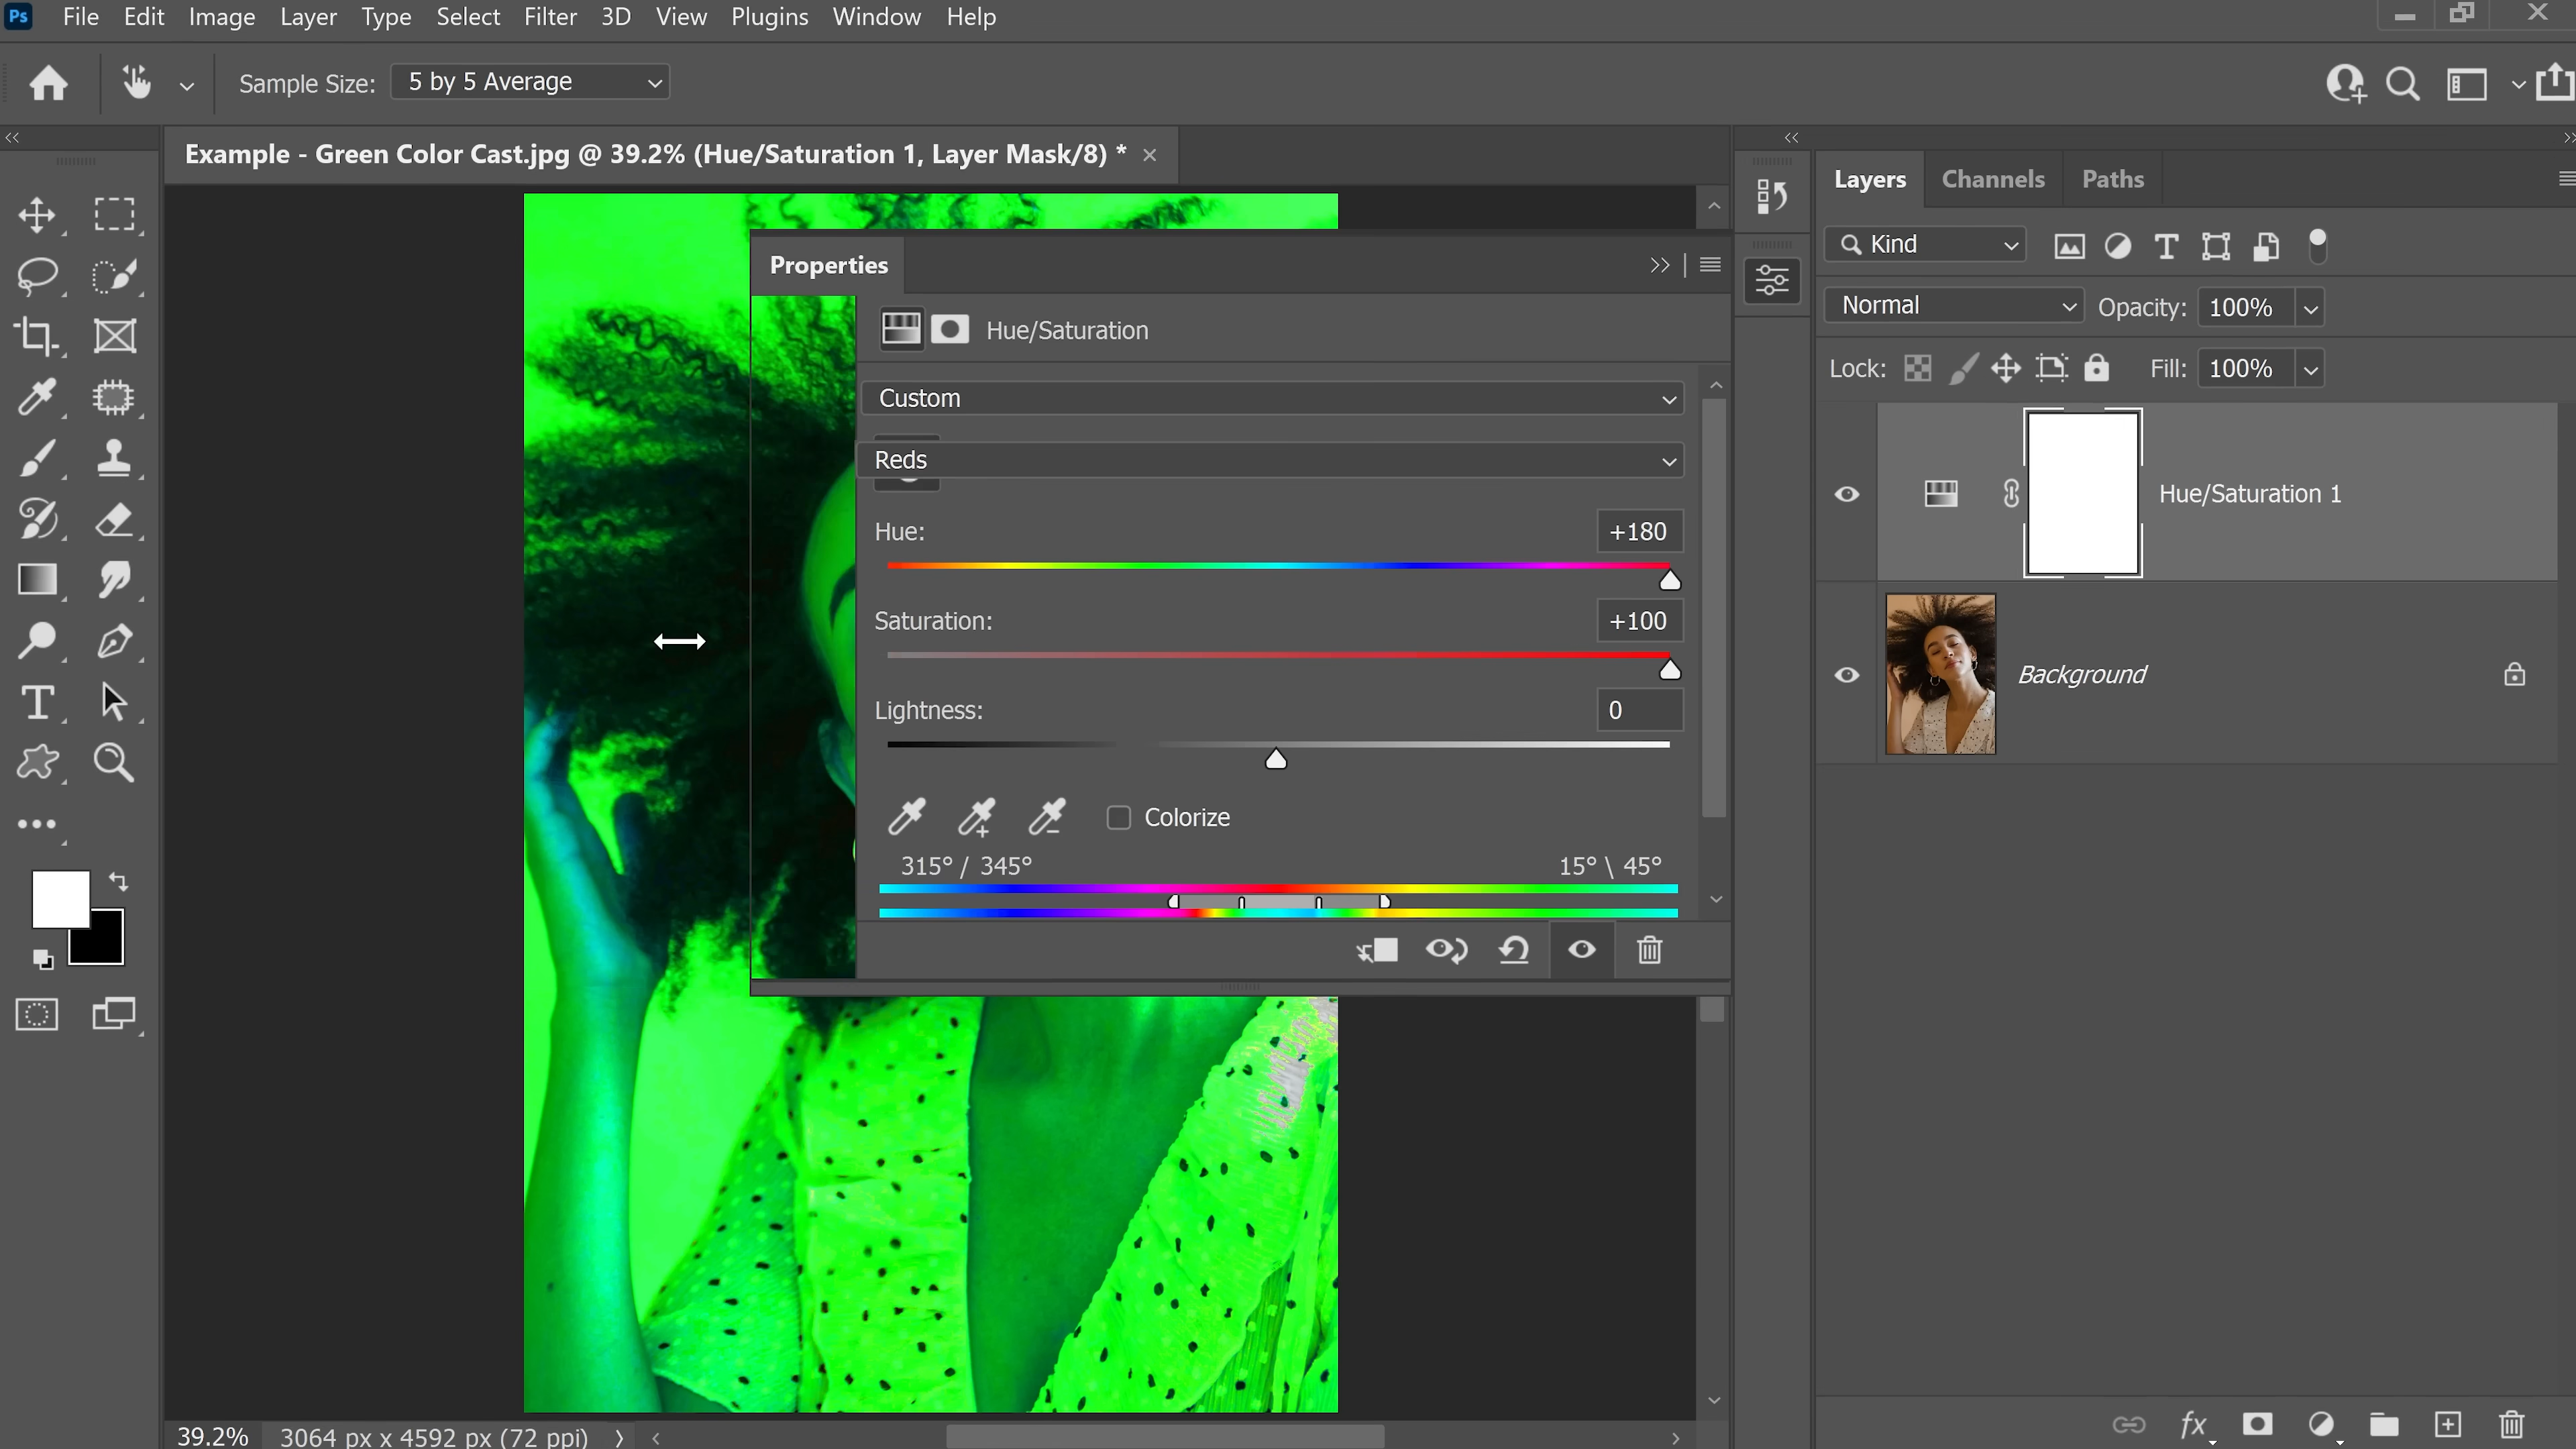 Ps File Edit Image Layer Type Select Filter 3D View Plugins Window Help
Sample Size: 5 by 5 Average
Example - Green Color Cast.jpg @ 39.2% (Hue/Saturation 1, Layer Mask/8) *
Properties
Hue/Saturation
Custom
Reds
Hue: +180
Saturation: +100
Lightness: 0
Colorize
315° / 345° 15° \ 45°
Layers Channels Paths
Kind
Normal Opacity: 100%
Lock: Fill: 100%
Hue/Saturation 1
Background
fx
39.2% 3064 px x 4592 px (72 ppi)